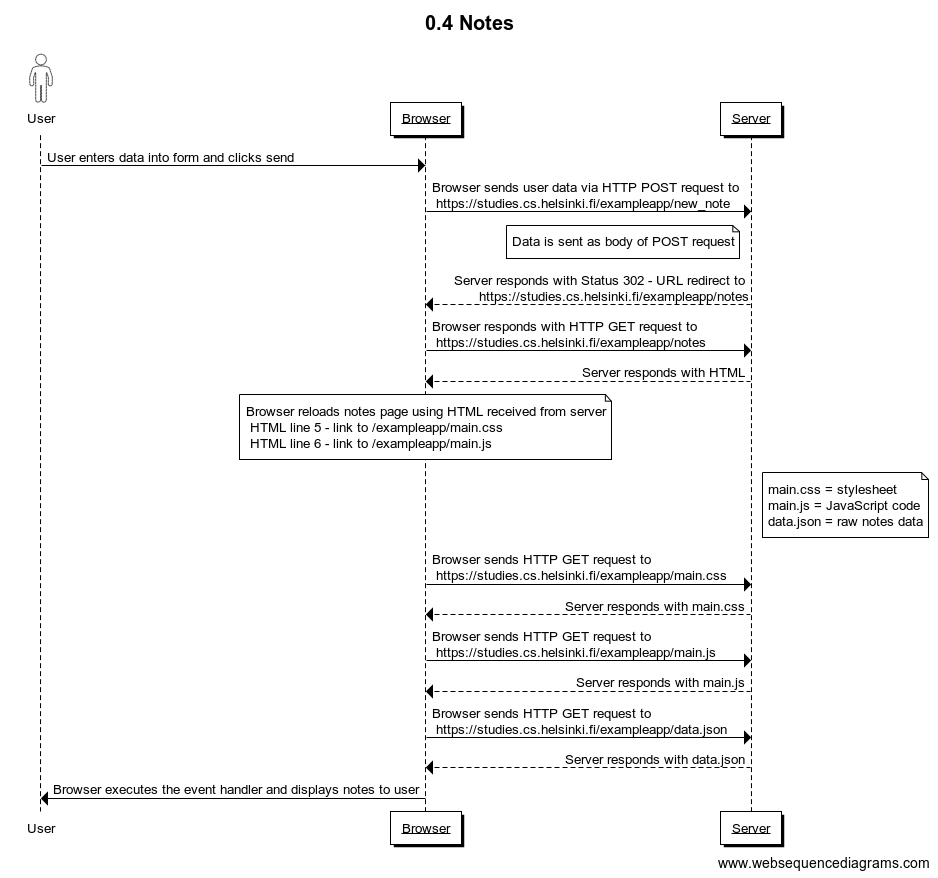 0.4 Notes
User
Browser
Server
User enters data into form and clicks send
Browser sends user data via HTTP POST request to
https://studies.cs.helsinki.fi/exampleapp/new_note
Data is sent as body of POST request
Server responds with Status 302 - URL redirect to
https://studies.cs.helsinki.fi/exampleapp/notes
Browser responds with HTTP GET request to
https://studies.cs.helsinki.fi/exampleapp/notes
Server responds with HTML
Browser reloads notes page using HTML received from server
HTML line 5 - link to /exampleapp/main.css
HTML line 6 - link to /exampleapp/main.js
main.css = stylesheet
main.js = JavaScript code
data.json = raw notes data
Browser sends HTTP GET request to
https://studies.cs.helsinki.fi/exampleapp/main.css
Server responds with main.css
Browser sends HTTP GET request to
https://studies.cs.helsinki.fi/exampleapp/main.js
Server responds with main.js
Browser sends HTTP GET request to
https://studies.cs.helsinki.fi/exampleapp/data.json
Server responds with data.json
Browser executes the event handler and displays notes to user
User
Browser
Server
www.websequencediagrams.com